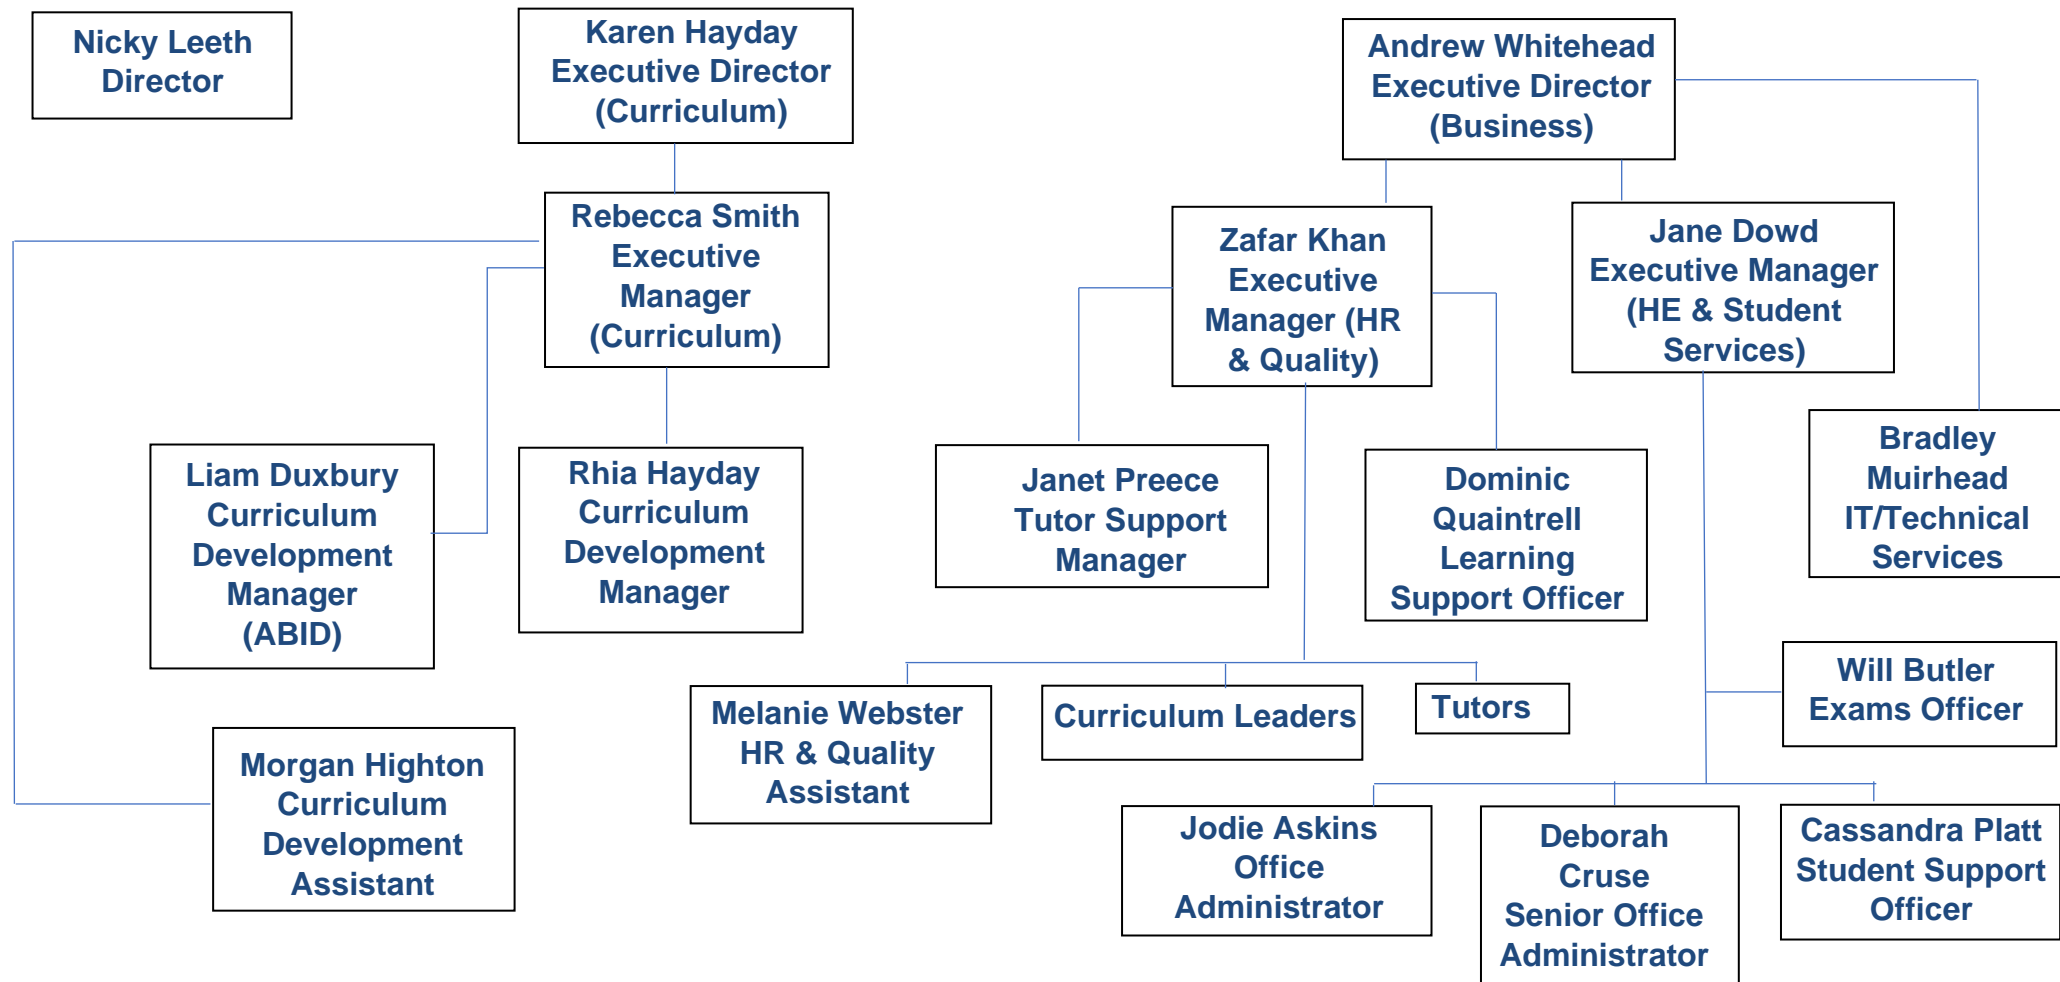 Nicky Leeth
Director
Karen Hayday
Executive Director
(Curriculum)
Andrew Whitehead
Executive Director
(Business)
Rebecca Smith
Executive
Manager
(Curriculum)
Zafar Khan
Executive
Manager (HR
& Quality)
Jane Dowd
Executive Manager
(HE & Student
Services)
Liam Duxbury
Curriculum
Development
Manager
(ABID)
Rhia Hayday
Curriculum
Development
Manager
Janet Preece
Tutor Support
Manager
Dominic
Quaintrell
Learning
Support Officer
Bradley
Muirhead
IT/Technical
Services
Will Butler
Exams Officer
Melanie Webster
HR & Quality
Assistant
Curriculum Leaders
Tutors
Morgan Highton
Curriculum
Development
Assistant
Jodie Askins
Office
Administrator
Deborah
Cruse
Senior Office
Administrator
Cassandra Platt
Student Support
Officer